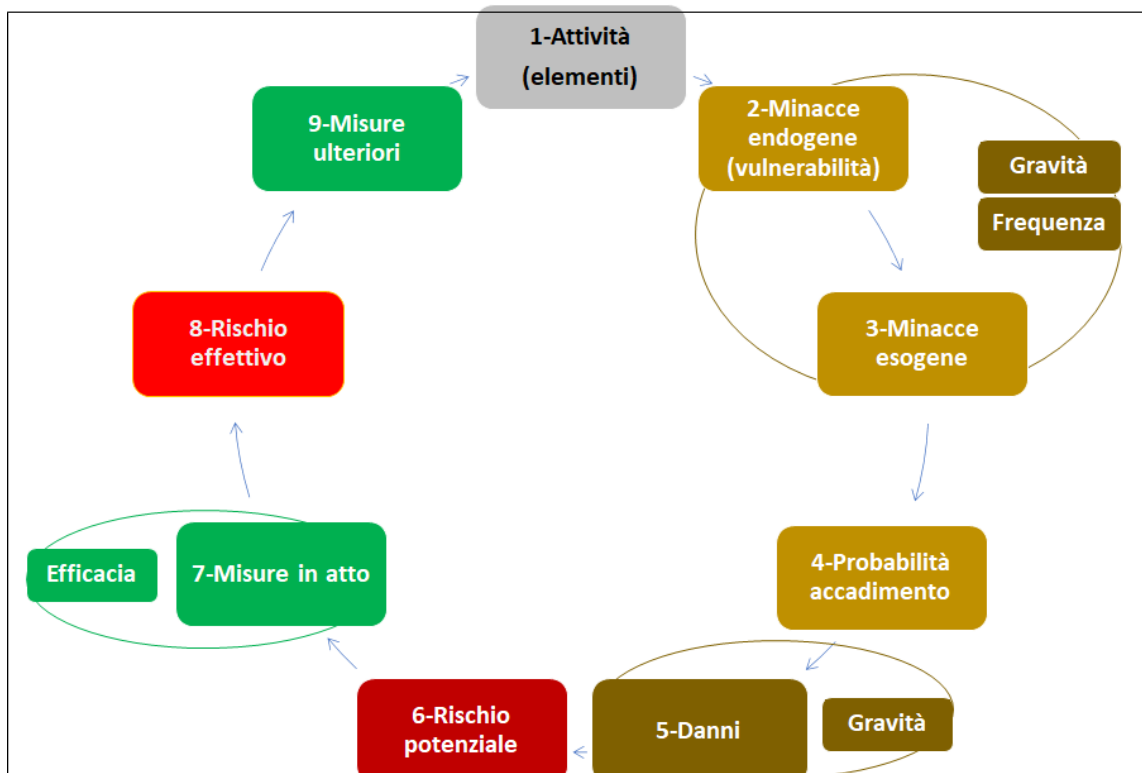 1-Attività
(elementi)
2-Minacce
endogene
(vulnerabilità)
Gravità
Frequenza
3-Minacce
esogene
4-Probabilità
accadimento
5-Danni
Gravità
6-Rischio
potenziale
7-Misure in atto
Efficacia
8-Rischio
effettivo
9-Misure
ulteriori